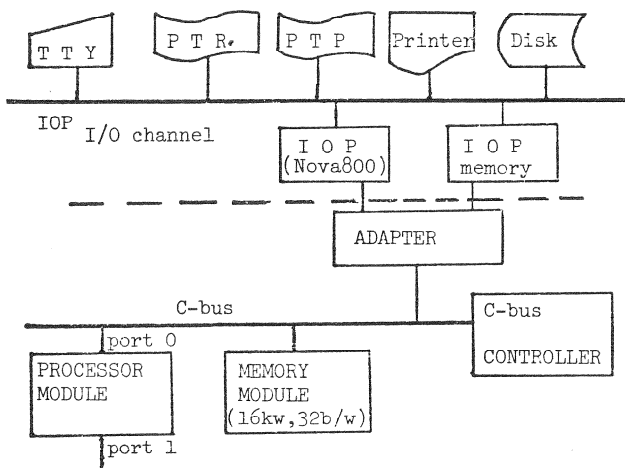 T T Y
P T R
P T P
Printer
Disk
IOP
I/O channel
I O P
(Nova800)
I O P
memory
ADAPTER
C-bus
C-bus
CONTROLLER
port 0
PROCESSOR
MODULE
MEMORY
MODULE
(16kw,32b/w)
port 1